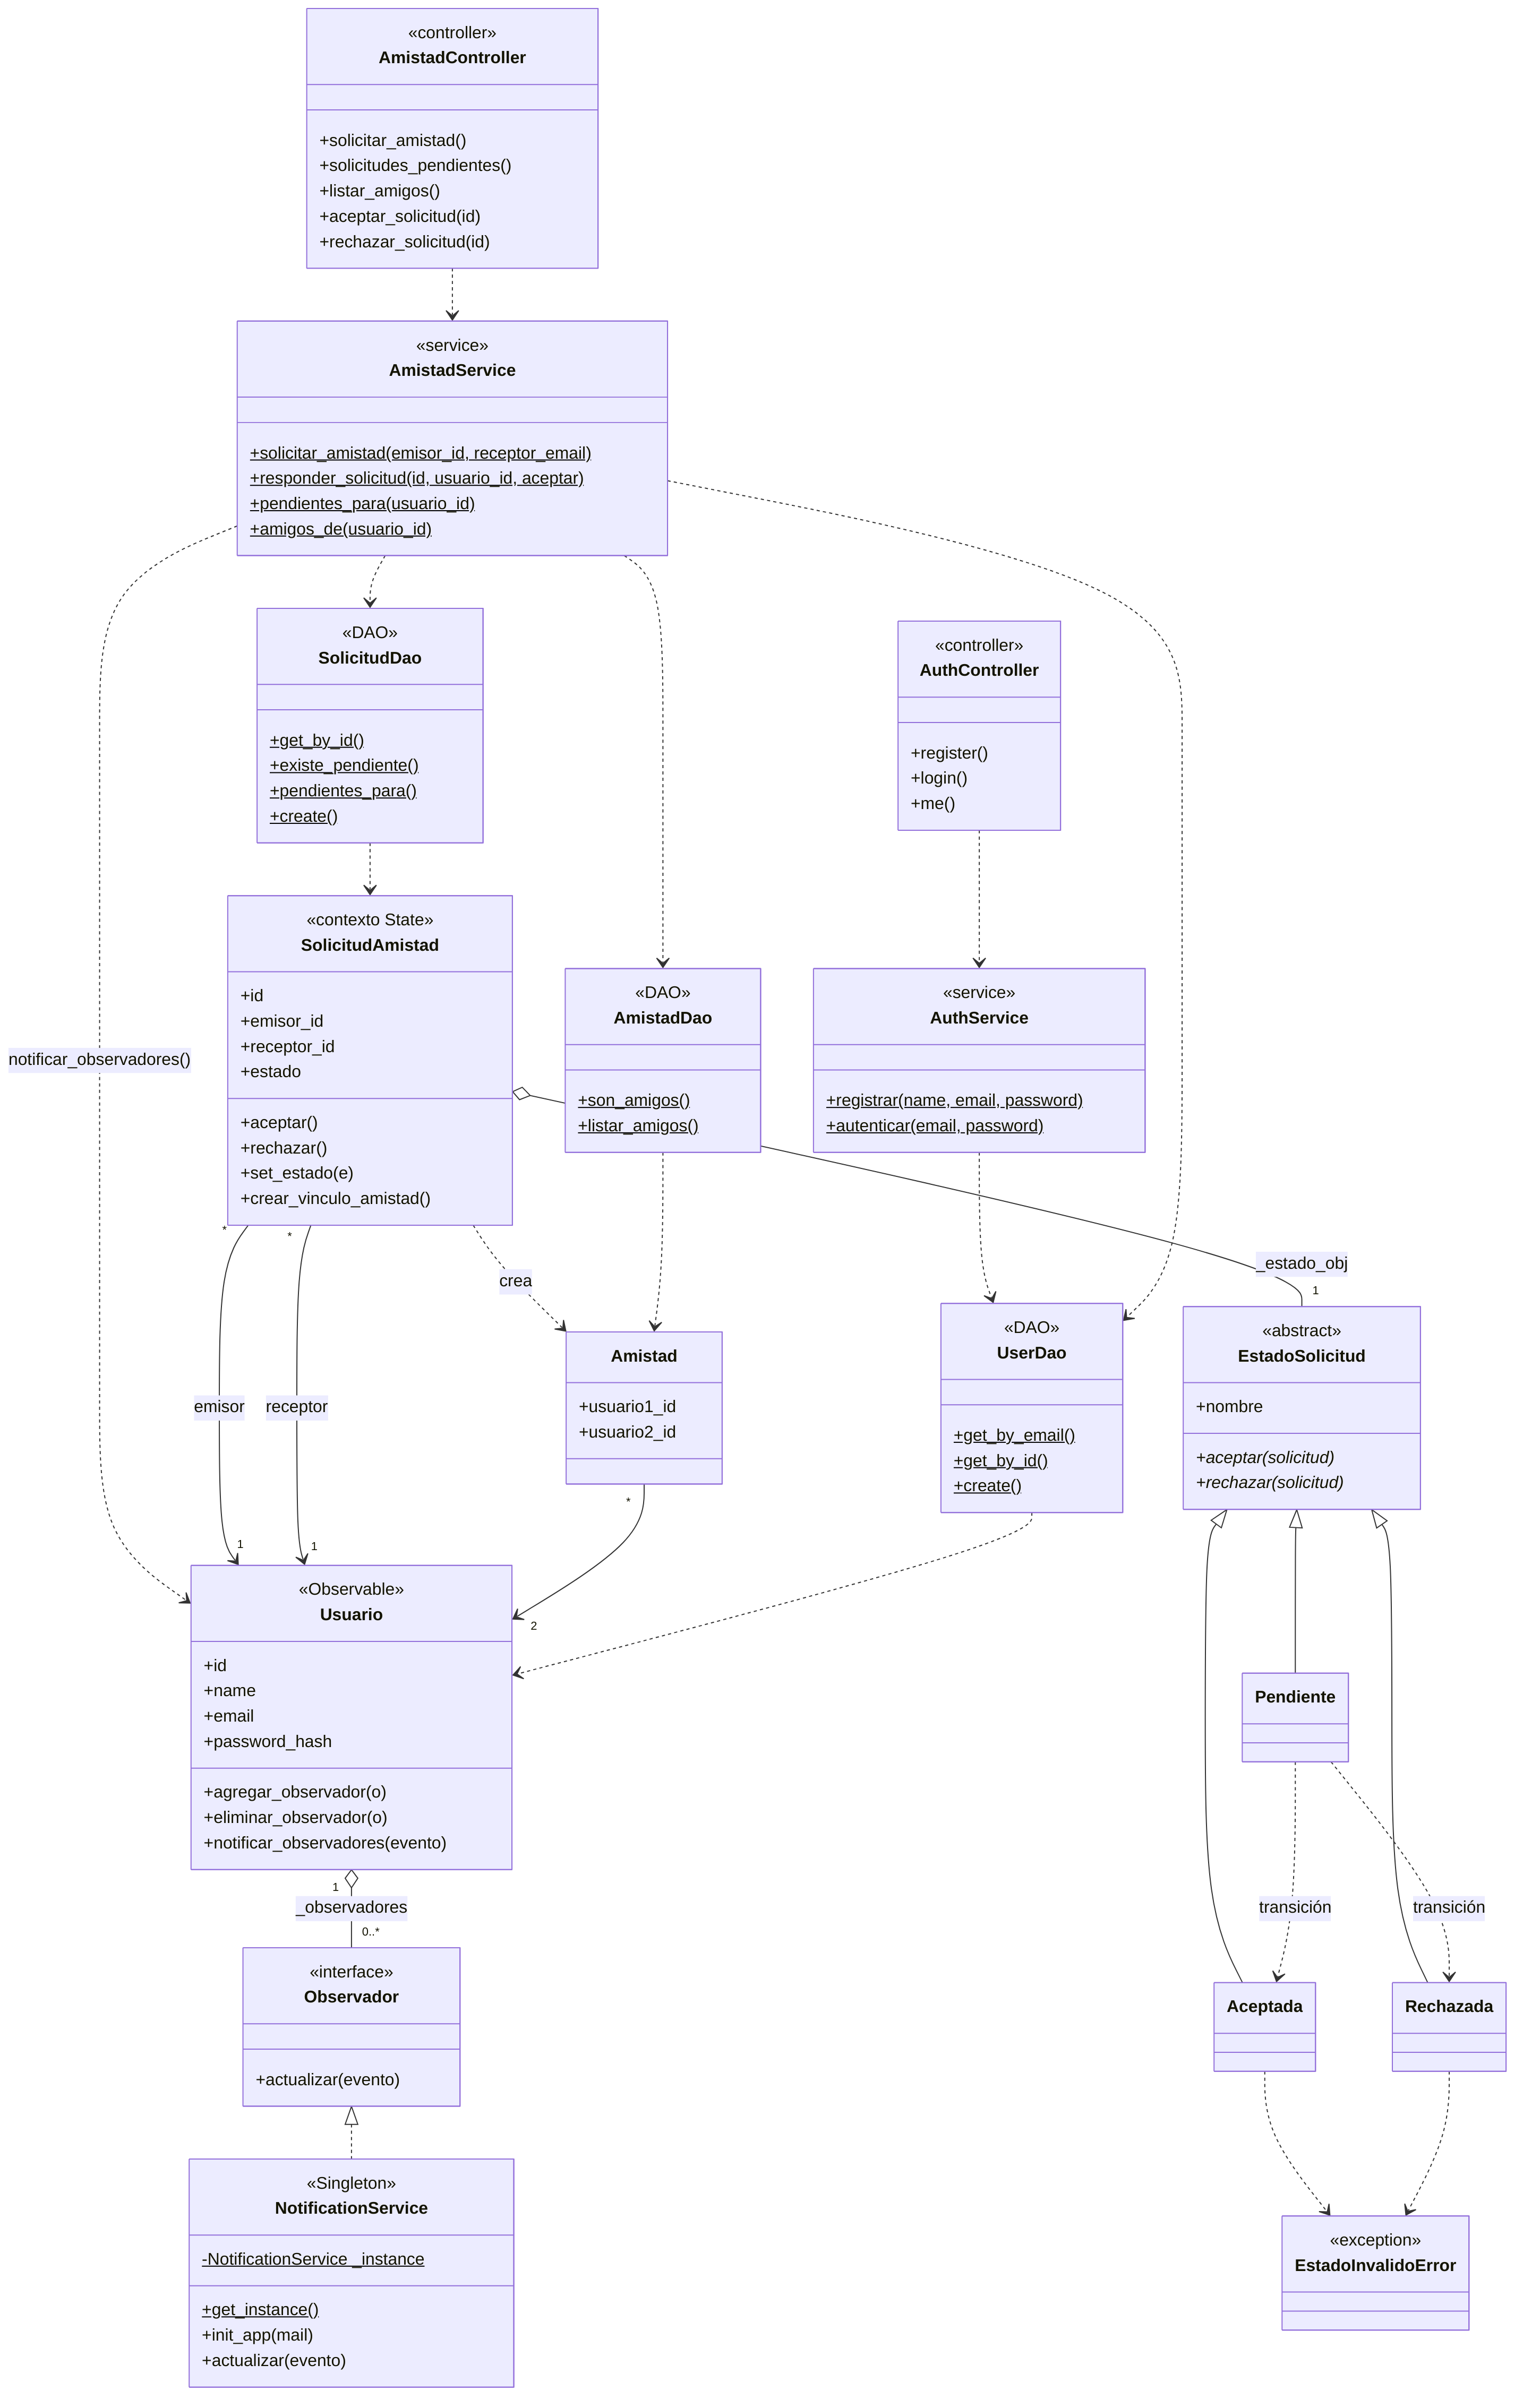 «controller»
AmistadController
+solicitar_amistad()
+solicitudes_pendientes()
+listar_amigos()
+aceptar_solicitud(id)
+rechazar_solicitud(id)
«service»
AmistadService
+solicitar_amistad(emisor_id, receptor_email)
+responder_solicitud(id, usuario_id, aceptar)
+pendientes_para(usuario_id)
+amigos_de(usuario_id)
«DAO»
SolicitudDao
+get_by_id()
+existe_pendiente()
+pendientes_para()
+create()
«controller»
AuthController
+register()
+login()
+me()
notificar_observadores()
«contexto State»
SolicitudAmistad
+id
+emisor_id
+receptor_id
+estado
+aceptar()
+rechazar()
+set_estado(e)
+crear_vinculo_amistad()
«DAO»
AmistadDao
+son_amigos()
+listar_amigos()
«service»
AuthService
+registrar(name, email, password)
+autenticar(email, password)
*
*
crea
_estado_obj
1
emisor
receptor
Amistad
+usuario1_id
+usuario2_id
«DAO»
UserDao
+get_by_email()
+get_by_id()
+create()
«abstract»
EstadoSolicitud
+nombre
+aceptar(solicitud)
+rechazar(solicitud)
*
1
1
2
«Observable»
Usuario
+id
+name
+email
+password_hash
+agregar_observador(o)
+eliminar_observador(o)
+notificar_observadores(evento)
Pendiente
transición
transición
1
_observadores
0..*
«interface»
Observador
+actualizar(evento)
Aceptada
Rechazada
«Singleton»
NotificationService
-NotificationService _instance
+get_instance()
+init_app(mail)
+actualizar(evento)
«exception»
EstadoInvalidoError